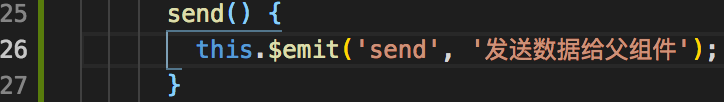 25 send() {
26 this.$emit('send', '发送数据给父组件');
27 }